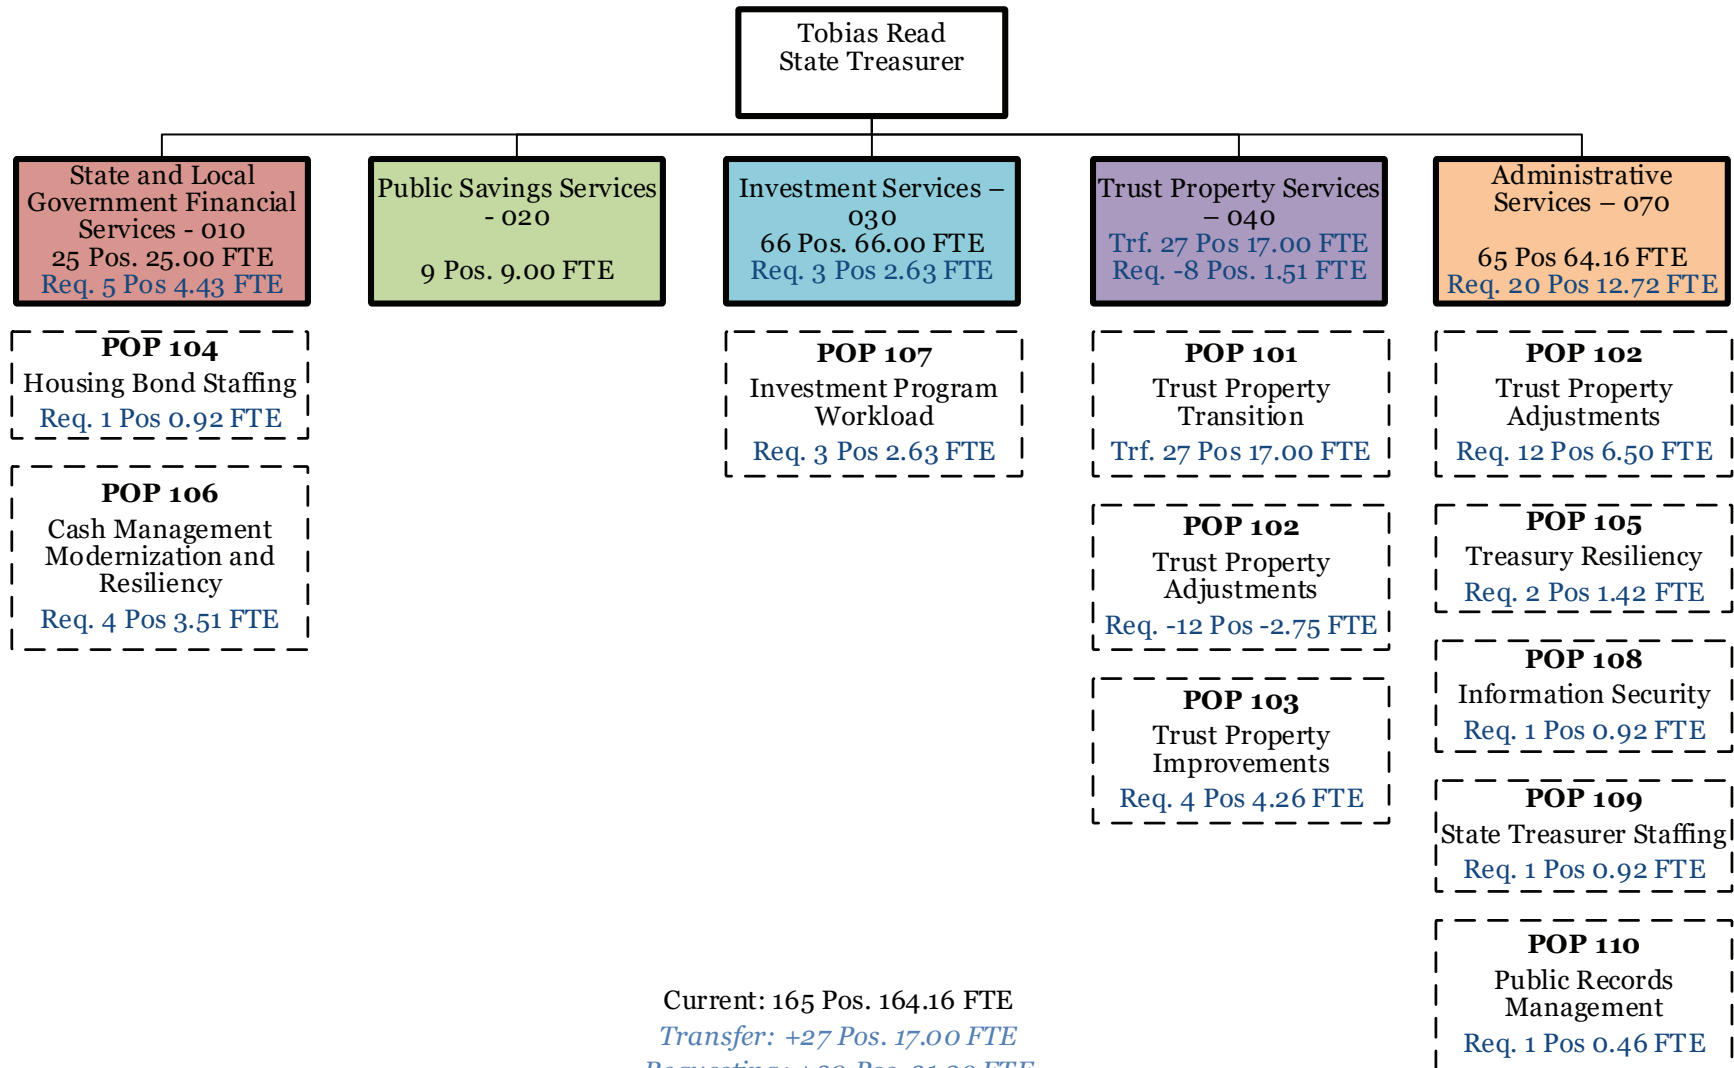 Tobias Read
State Treasurer
State and Local
Government Financial
Services - 010
25 Pos. 25.00 FTE
Req. 5 Pos 4.43 FTE
Public Savings Services
- 020
9 Pos. 9.00 FTE
Investment Services –
030
66 Pos. 66.00 FTE
Req. 3 Pos 2.63 FTE
Trust Property Services
– 040
Trf. 27 Pos 17.00 FTE
Req. -8 Pos. 1.51 FTE
Administrative
Services – 070
65 Pos 64.16 FTE
Req. 20 Pos 12.72 FTE
POP 104
Housing Bond Staffing
Req. 1 Pos 0.92 FTE
POP 106
Cash Management
Modernization and
Resiliency
Req. 4 Pos 3.51 FTE
POP 107
Investment Program
Workload
Req. 3 Pos 2.63 FTE
POP 101
Trust Property
Transition
Trf. 27 Pos 17.00 FTE
POP 102
Trust Property
Adjustments
Req. -12 Pos -2.75 FTE
POP 103
Trust Property
Improvements
Req. 4 Pos 4.26 FTE
POP 102
Trust Property
Adjustments
Req. 12 Pos 6.50 FTE
POP 105
Treasury Resiliency
Req. 2 Pos 1.42 FTE
POP 108
Information Security
Req. 1 Pos 0.92 FTE
POP 109
State Treasurer Staffing
Req. 1 Pos 0.92 FTE
POP 110
Public Records
Management
Req. 1 Pos 0.46 FTE
Current: 165 Pos. 164.16 FTE
Transfer: +27 Pos. 17.00 FTE